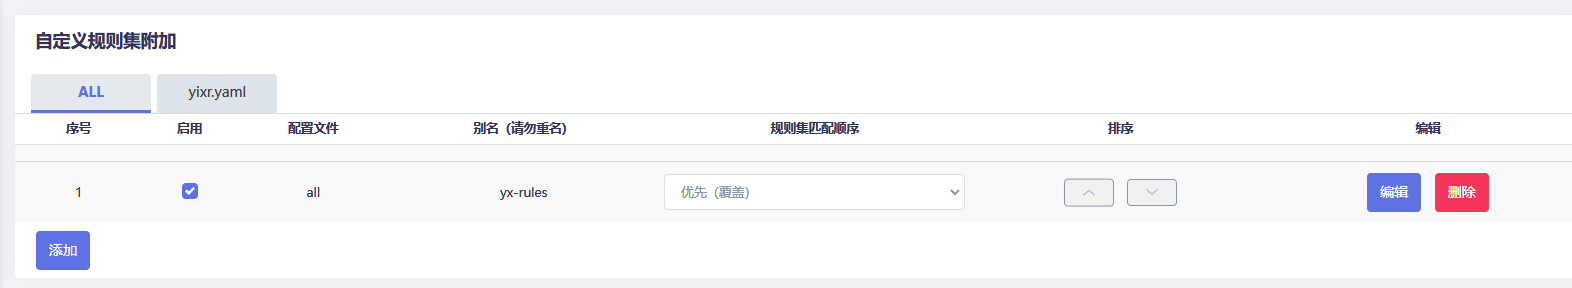 自定义规则集附加
ALL yixr.yaml
序号 启用 配置文件 别名（请勿重名） 规则集匹配顺序 排序 编辑
1 all yx-rules 优先（覆盖） 编辑 删除
添加